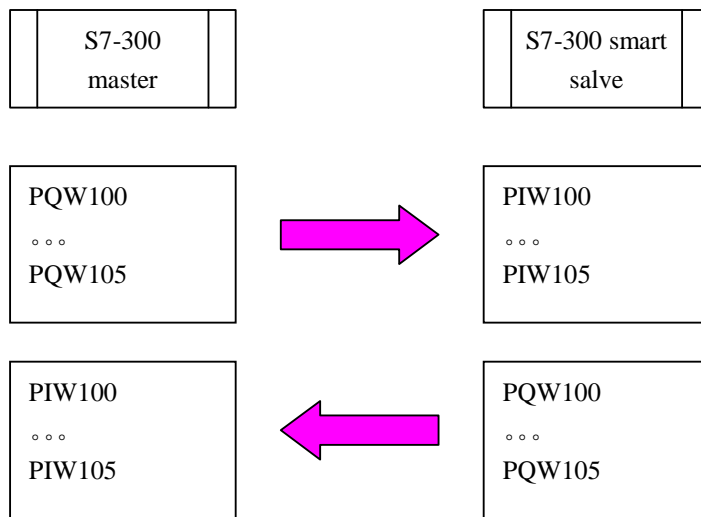 S7-300
master
S7-300 smart
salve
PQW100
。。。
PQW105
PIW100
。。。
PIW105
PIW100
。。。
PIW105
PQW100
。。。
PQW105